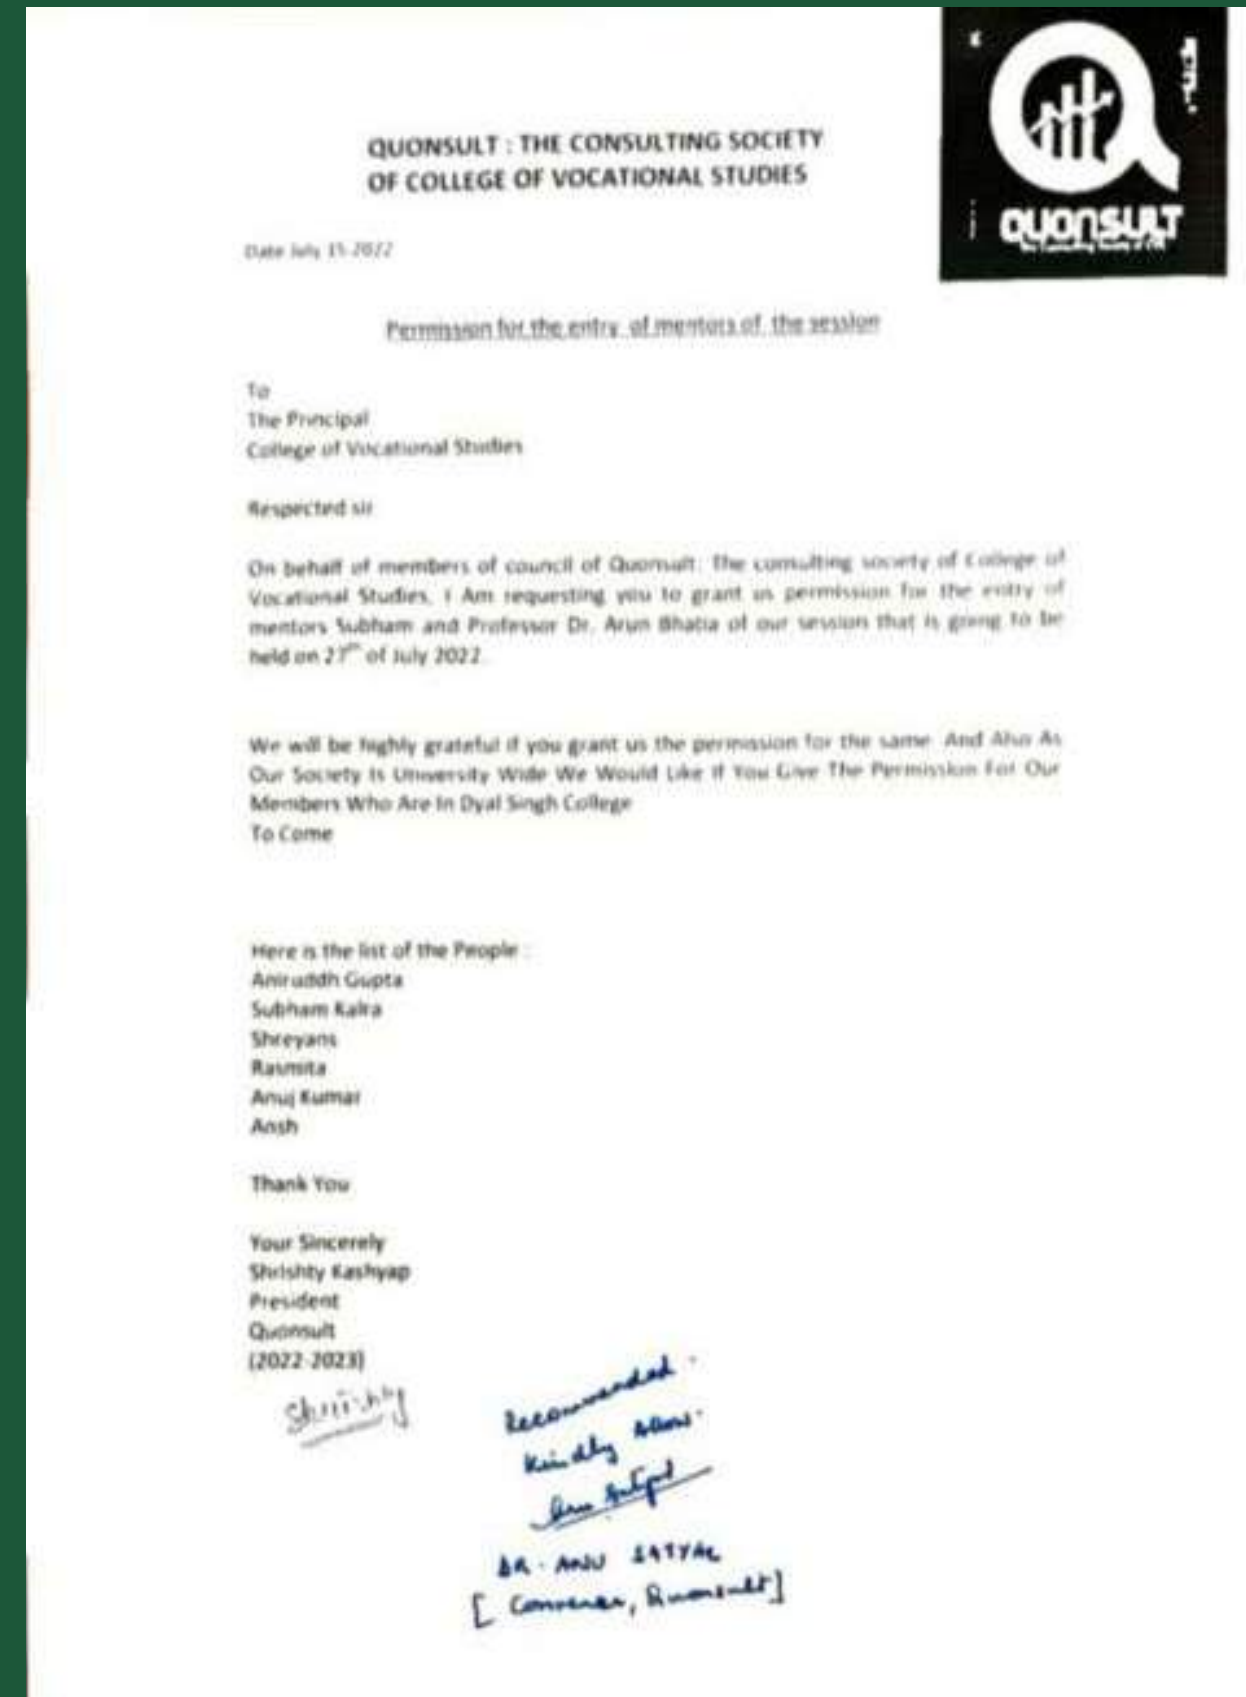 QUONSULT
QUONSULT : THE CONSULTING SOCIETY
OF COLLEGE OF VOCATIONAL STUDIES
Date July 15 2022
Permission for the entry of mentors of the session
To
The Principal
College of Vocational Studies
Respected sir
On behalf of members of council of Quonsult: The consulting society of College of
Vocational Studies, I Am requesting you to grant us permission for the entry of
mentors Subham and Professor Dr. Arun Bhatia of our session that is going to be
held on 27th of July 2022.
We will be highly grateful if you grant us the permission for the same. And Also As
Our Society Is University Wide We Would Like If You Give The Permission For Our
Members Who Are In Dyal Singh College
To Come
Here is the list of the People :
Aniruddh Gupta
Subham Kalra
Shreyans
Rasmita
Anuj Kumar
Ansh
Thank You
Your Sincerely
Shrishty Kashyap
President
Quonsult
(2022-2023)
Shrishty
Recommended.
Kindly allow.
DR. ANU SATYAL
[ Convener, Quonsult]